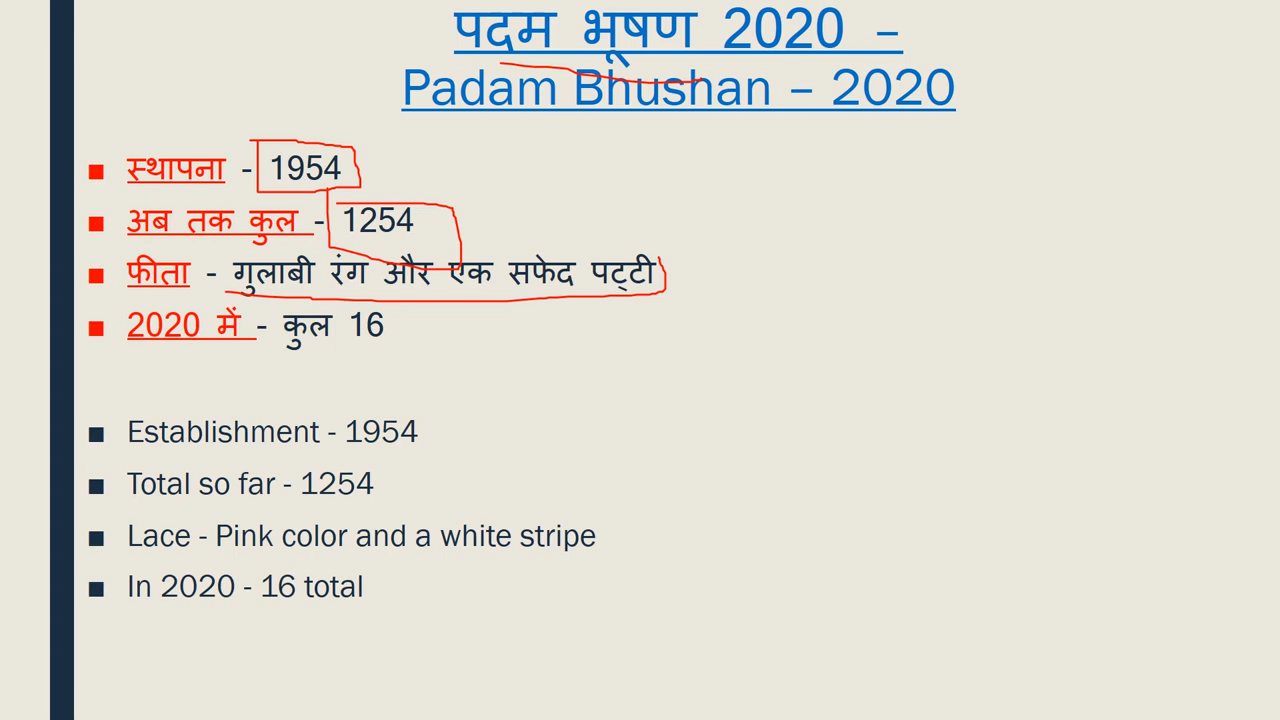 पदम भूषण 2020 –
Padam Bhushan – 2020
■ स्थापना - 1954
■ अब तक कुल - 1254
■ फीता - गुलाबी रंग और एक सफेद पट्टी
■ 2020 में - कुल 16
■ Establishment - 1954
■ Total so far - 1254
■ Lace - Pink color and a white stripe
■ In 2020 - 16 total